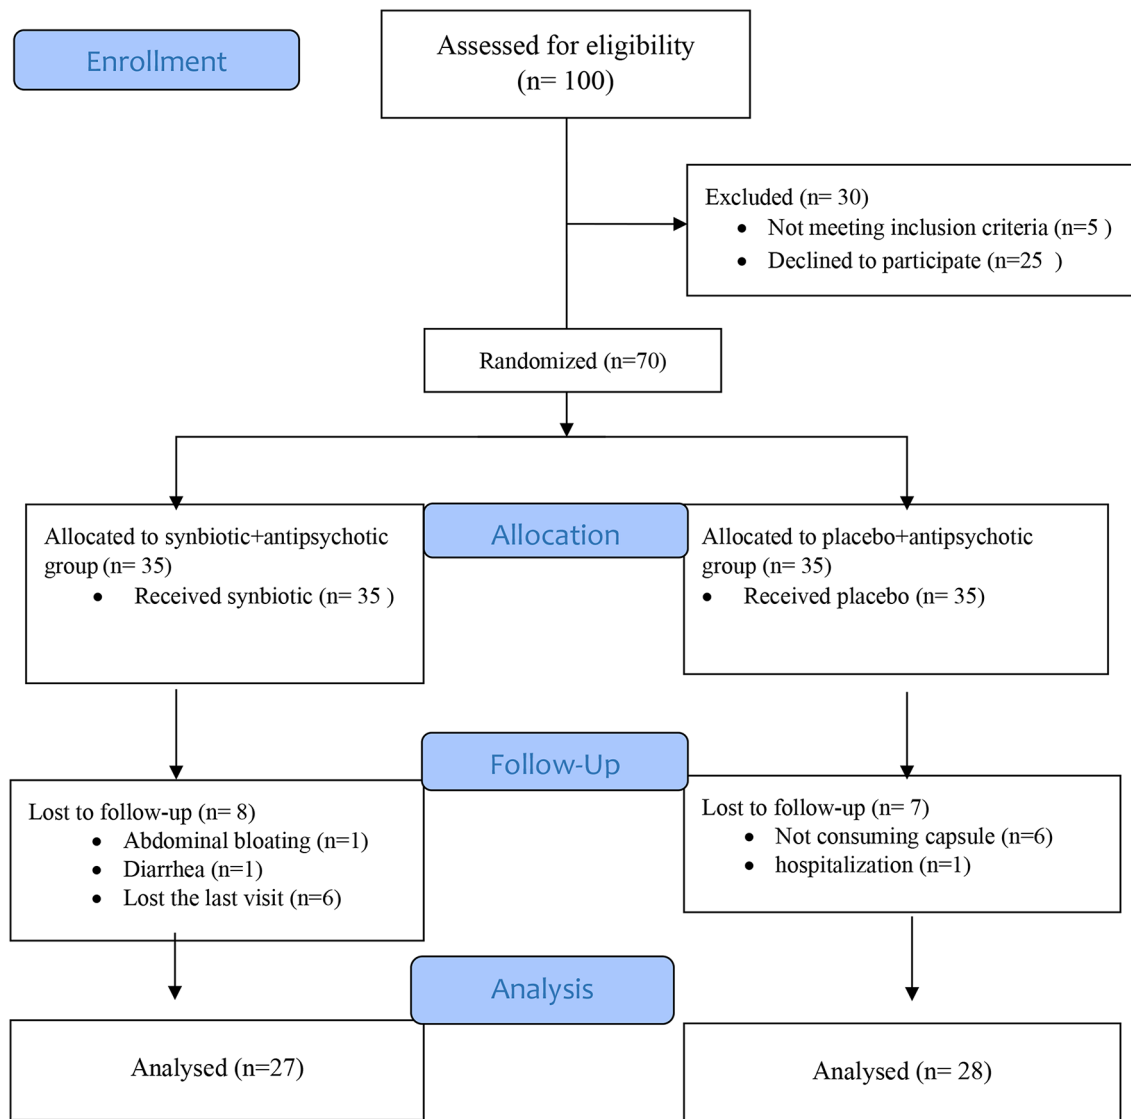 Enrollment
Assessed for eligibility
(n= 100)
Excluded (n= 30)
• Not meeting inclusion criteria (n=5 )
• Declined to participate (n=25  )
Randomized (n=70)
Allocated to synbiotic+antipsychotic
group (n= 35)
• Received synbiotic (n= 35 )
Allocation
Allocated to placebo+antipsychotic
group (n= 35)
• Received placebo (n= 35)
Follow-Up
Lost to follow-up (n= 8)
• Abdominal bloating (n=1)
• Diarrhea (n=1)
• Lost the last visit (n=6)
Lost to follow-up (n= 7)
• Not consuming capsule (n=6)
• hospitalization (n=1)
Analysis
Analysed (n=27)
Analysed (n= 28)